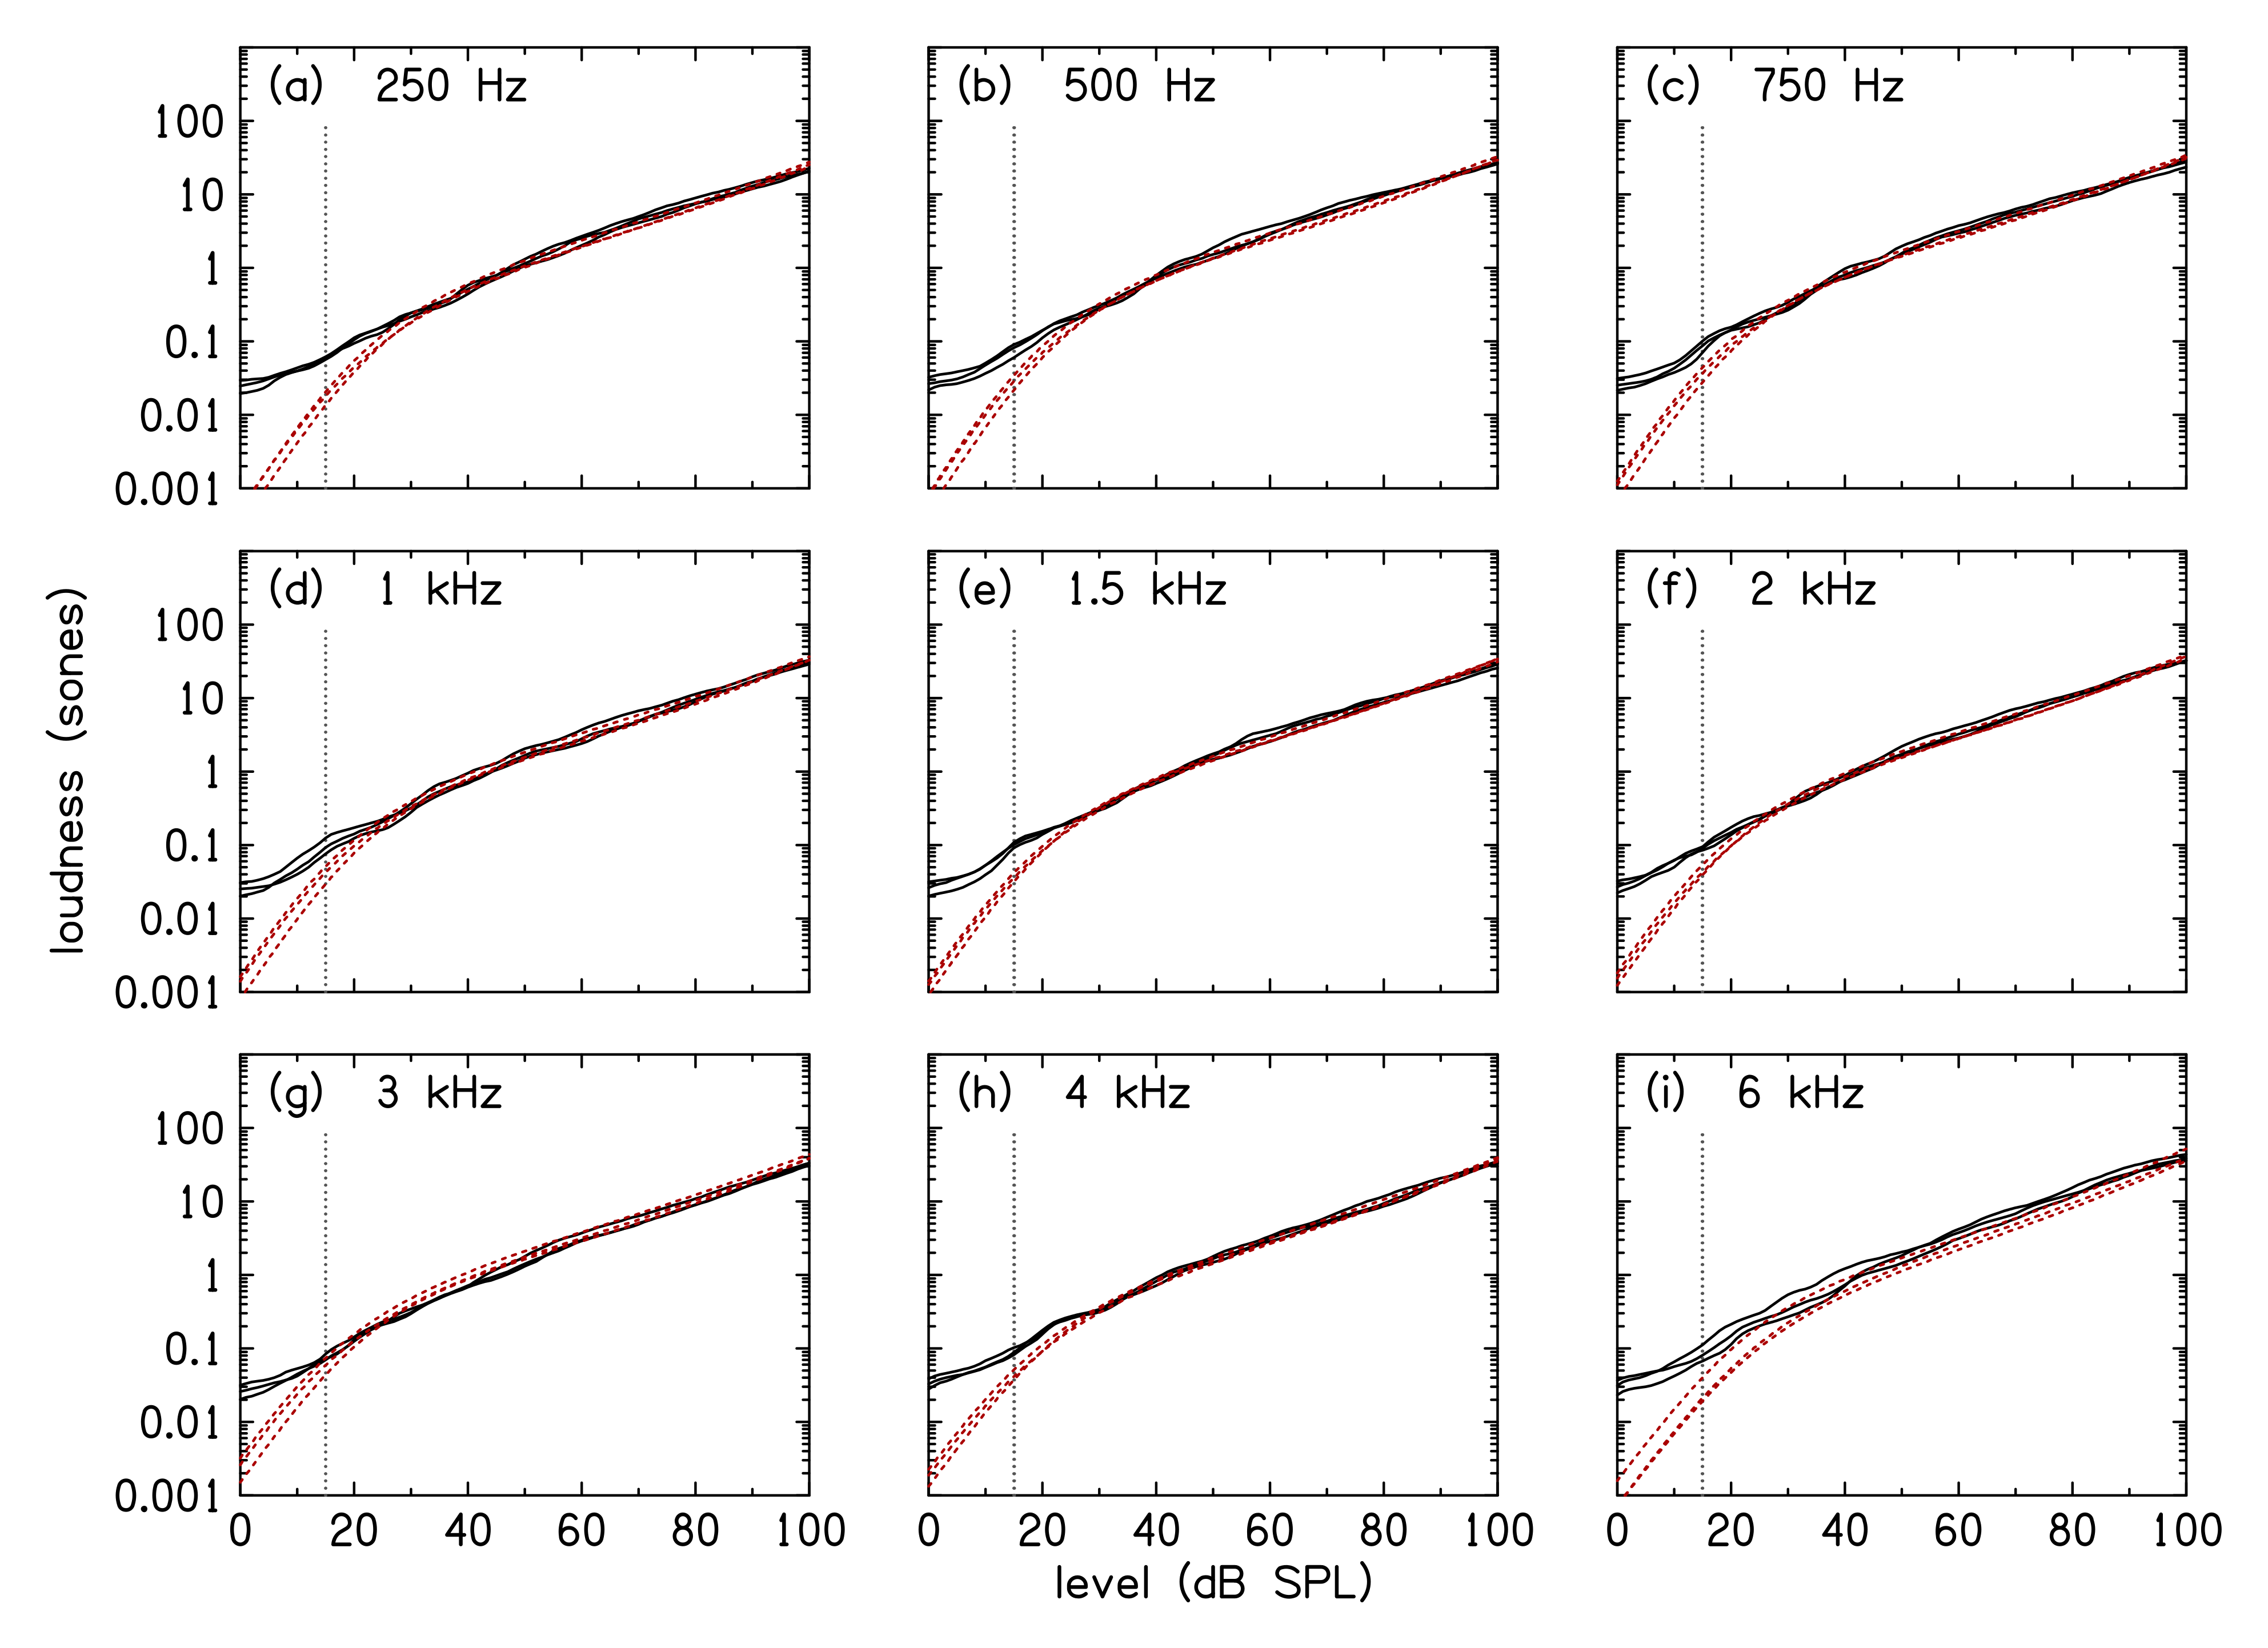 (a) 250 Hz
(b) 500 Hz
(c) 750 Hz
100
10
1
0.1
0.01
0.001
(d) 1 kHz
(e) 1.5 kHz
(f) 2 kHz
100
10
1
0.1
0.01
0.001
loudness (sones)
(g) 3 kHz
(h) 4 kHz
(i) 6 kHz
100
10
1
0.1
0.01
0.001
0 20 40 60 80 100
0 20 40 60 80 100
0 20 40 60 80 100
level (dB SPL)